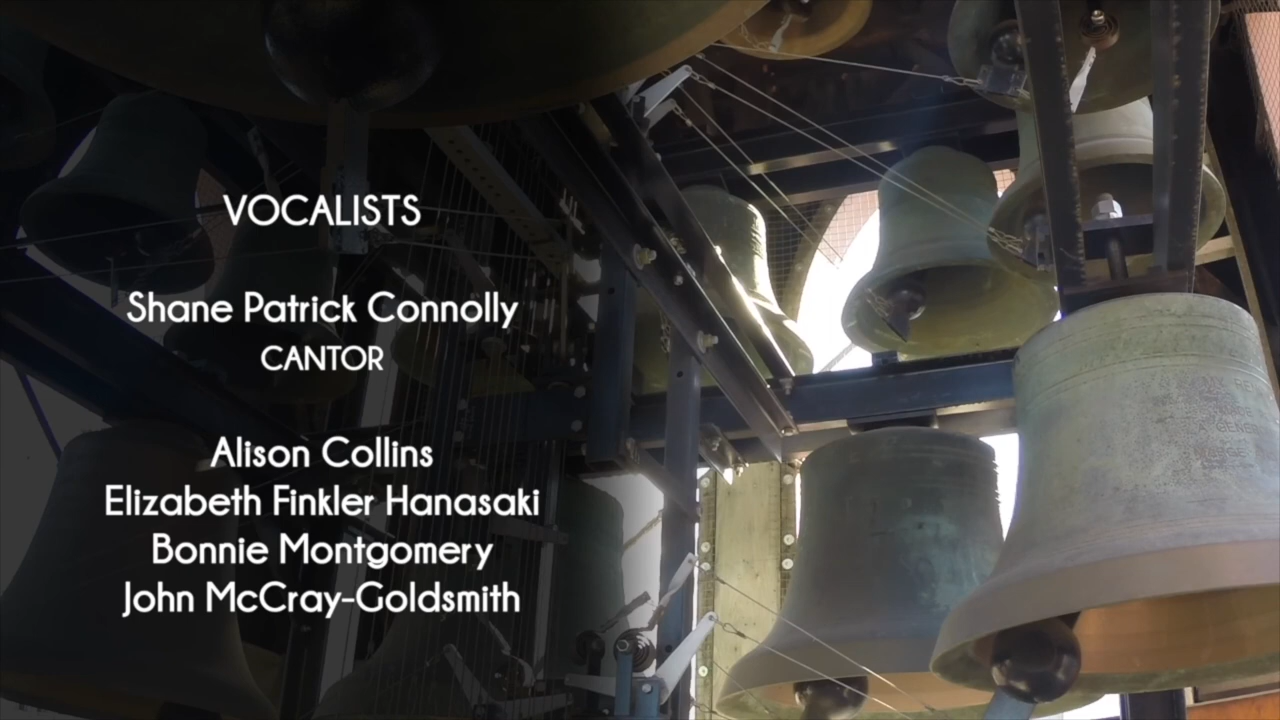 VOCALISTS
Shane Patrick Connolly
CANTOR
Alison Collins
Elizabeth Finkler Hanasaki
Bonnie Montgomery
John McCray-Goldsmith